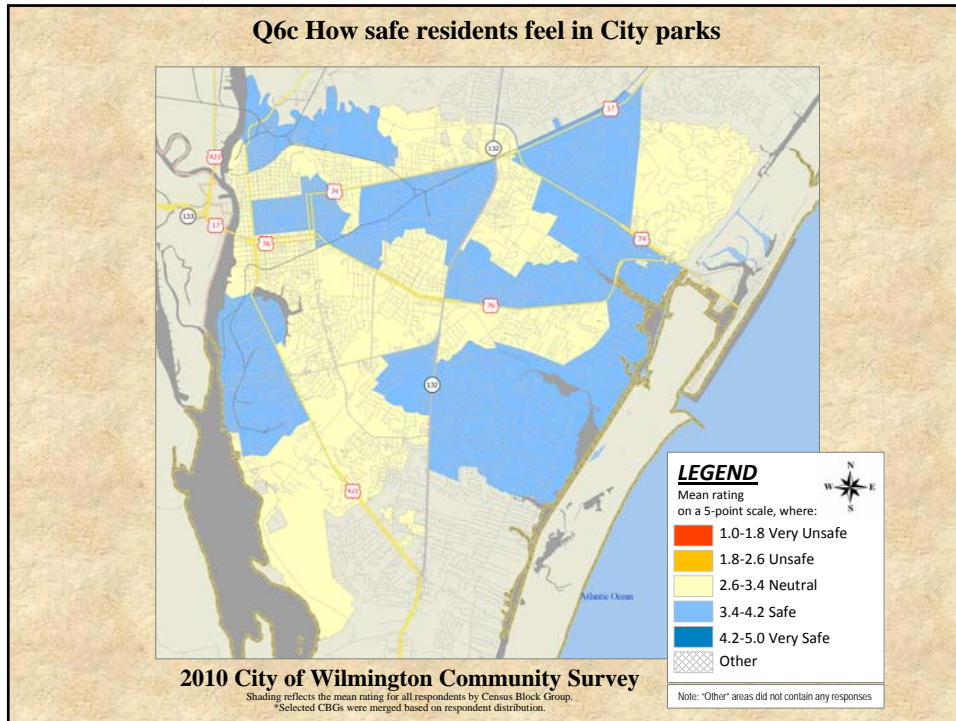 Q6c How safe residents feel in City parks
17
132
421
74
133
17
76
74
76
132
421
LEGEND
N
W E
S
Mean rating
on a 5-point scale, where:
1.0-1.8 Very Unsafe
1.8-2.6 Unsafe
2.6-3.4 Neutral
3.4-4.2 Safe
4.2-5.0 Very Safe
Other
Atlantic Ocean
2010 City of Wilmington Community Survey
Shading reflects the mean rating for all respondents by Census Block Group.
*Selected CBGs were merged based on respondent distribution.
Note: "Other" areas did not contain any responses